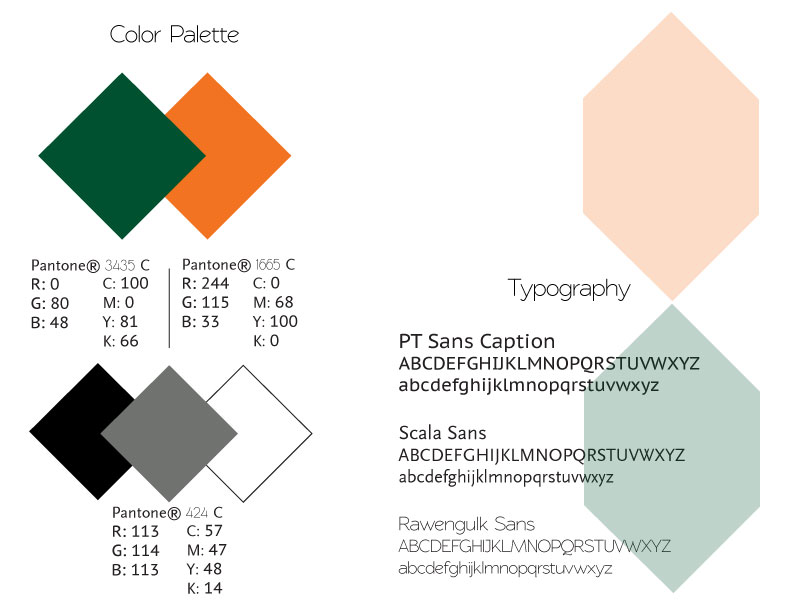 Color Palette
Pantone® 3435 C
R: 0 C: 100
G: 80 M: 0
B: 48 Y: 81
K: 66
Pantone® 1665 C
R: 244 C: 0
G: 115 M: 68
B: 33 Y: 100
K: 0
Pantone® 424 C
R: 113 C: 57
G: 114 M: 47
B: 113 Y: 48
K: 14
Typography
PT Sans Caption
ABCDEFGHIJKLMNOPQRSTUVWXYZ
abcdefghijklmnopqrstuvwxyz
Scala Sans
ABCDEFGHIJKLMNOPQRSTUVWXYZ
abcdefghijklmnopqrstuvwxyz
Rawengulk Sans
ABCDEFGHIJKLMNOPQRSTUVWXYZ
abcdefghijklmnopqrstuvwxyz